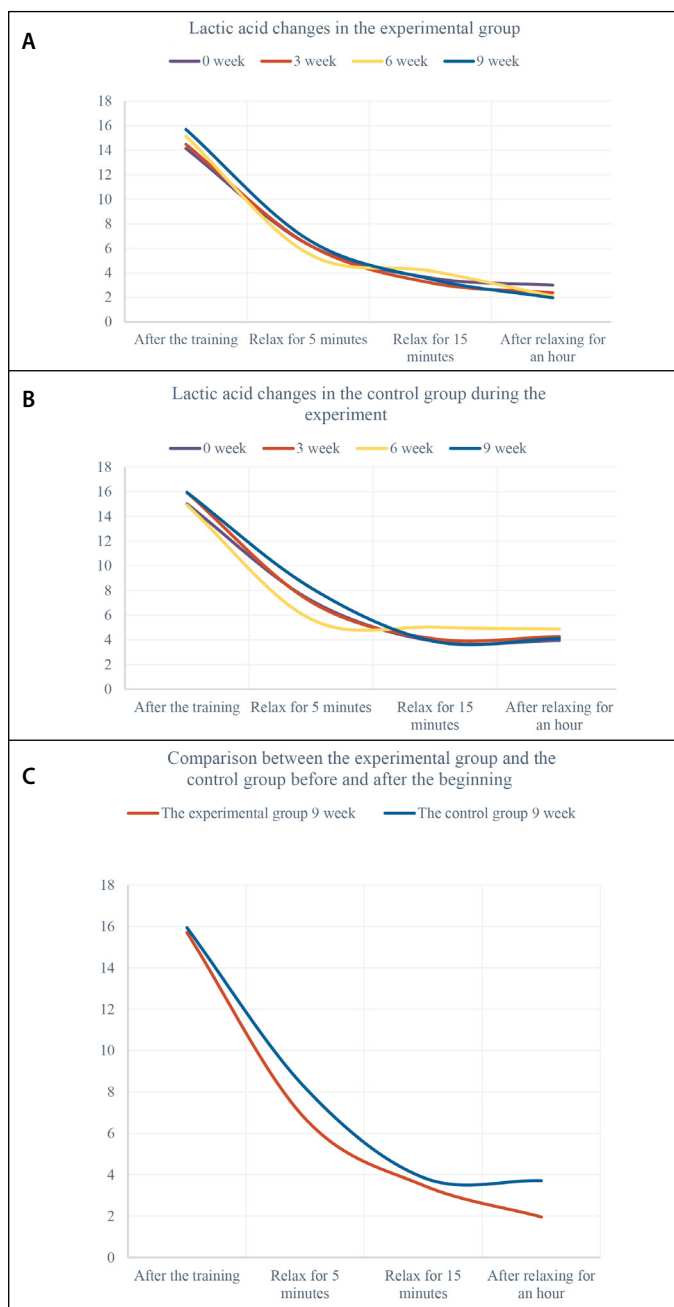 A
Lactic acid changes in the experimental group
0 week 3 week 6 week 9 week
18
16
14
12
10
8
6
4
2
0
After the training Relax for 5 minutes Relax for 15 After relaxing for
minutes an hour
B
Lactic acid changes in the control group during the
experiment
0 week 3 week 6 week 9 week
18
16
14
12
10
8
6
4
2
0
After the training Relax for 5 minutes Relax for 15 After relaxing for
minutes an hour
C
Comparison between the experimental group and the
control group before and after the beginning
The experimental group 9 week The control group 9 week
18
16
14
12
10
8
6
4
2
0
After the training Relax for 5 Relax for 15 After relaxing for
minutes minutes an hour